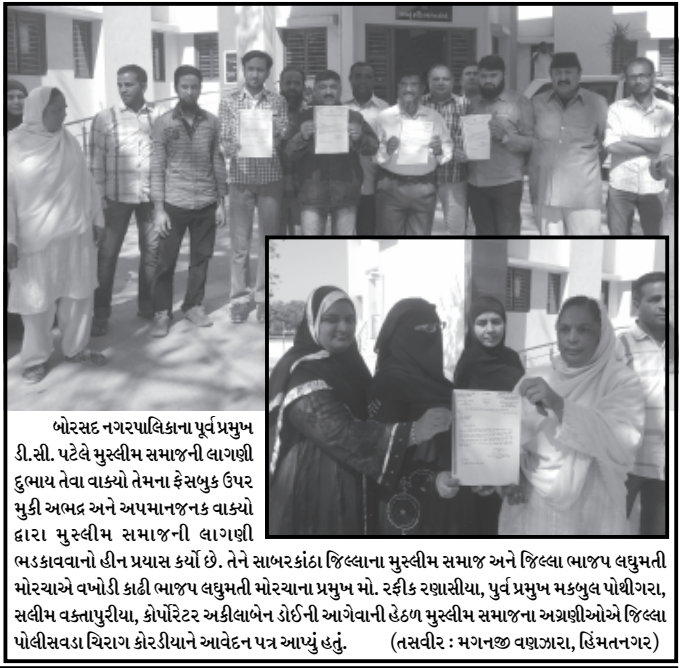 બોરસદ નગરપાલિકાના પૂર્વ પ્રમુખ
ડી.સી. પટેલે મુસ્લીમ સમાજની લાગણી
દુભાય તેવા વાક્યો તેમના ફેસબુક ઉપર
મુકી અભદ્ર અને અપમાનજનક વાક્યો
દ્વારા મુસ્લીમ સમાજની લાગણી
ભડકાવવાનો હીન પ્રયાસ કર્યો છે. તેને સાબરકાંઠા જિલ્લાના મુસ્લીમ સમાજ અને જિલ્લા ભાજપ લઘુમતી
મોરચાએ વખોડી કાઢી ભાજપ લઘુમતી મોરચાના પ્રમુખ મો. રફીક રણાસીયા, પુર્વ પ્રમુખ મકબુલ પોથીગરા,
સલીમ વક્તાપુરીયા, કોર્પોરેટર અકીલાબેન ડોઈની આગેવાની હેઠળ મુસ્લીમ સમાજના અગ્રણીઓએ જિલ્લા
પોલીસવડા ચિરાગ કોરડીયાને આવેદન પત્ર આપ્યું હતું. (તસવીર : મગનજી વણઝારા, હિંમતનગર)